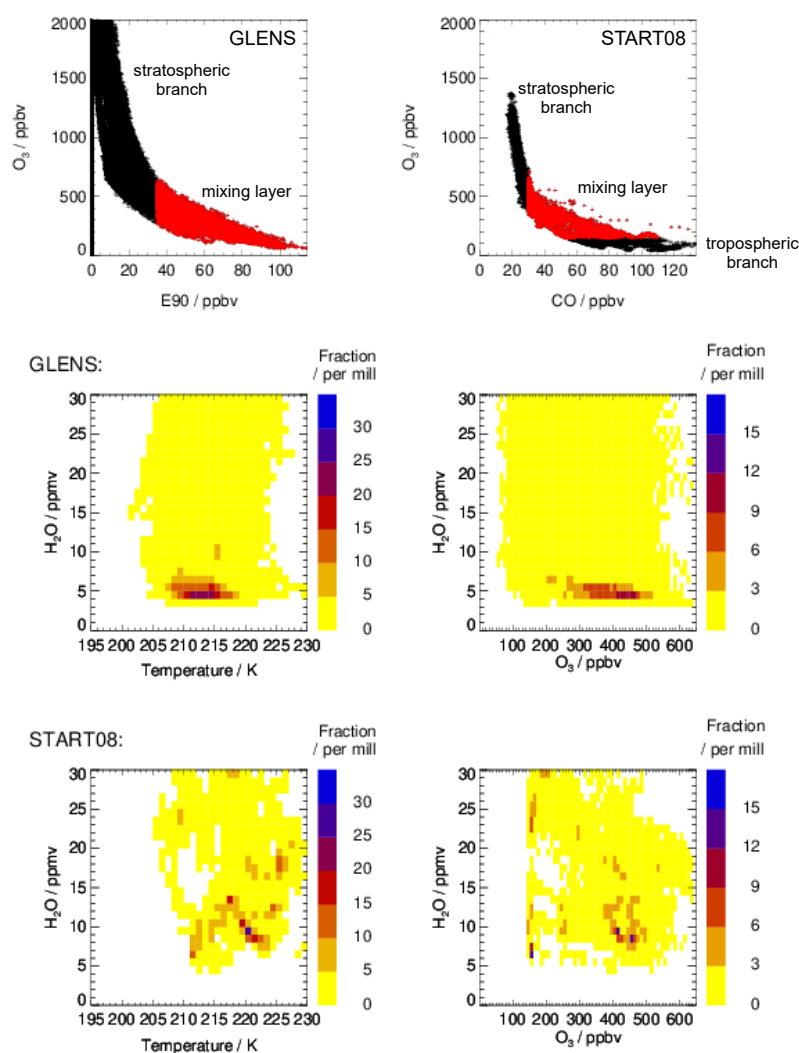 GLENS
stratospheric
branch
mixing layer
O₃ / ppbv
2000
1500
1000
500
0
0 20 40 60 80 100
E90 / ppbv
START08
stratospheric
branch
mixing layer
tropospheric
branch
O₃ / ppbv
2000
1500
1000
500
0
0 20 40 60 80 100 120
CO / ppbv
GLENS:
Fraction
/ per mill
H₂O / ppmv
30
25
20
15
10
5
0
195 200 205 210 215 220 225 230
Temperature / K
30
25
20
15
10
5
0
Fraction
/ per mill
H₂O / ppmv
30
25
20
15
10
5
0
100 200 300 400 500 600
O₃ / ppbv
15
12
9
6
3
0
START08:
Fraction
/ per mill
H₂O / ppmv
30
25
20
15
10
5
0
195 200 205 210 215 220 225 230
Temperature / K
30
25
20
15
10
5
0
Fraction
/ per mill
H₂O / ppmv
30
25
20
15
10
5
0
100 200 300 400 500 600
O₃ / ppbv
15
12
9
6
3
0